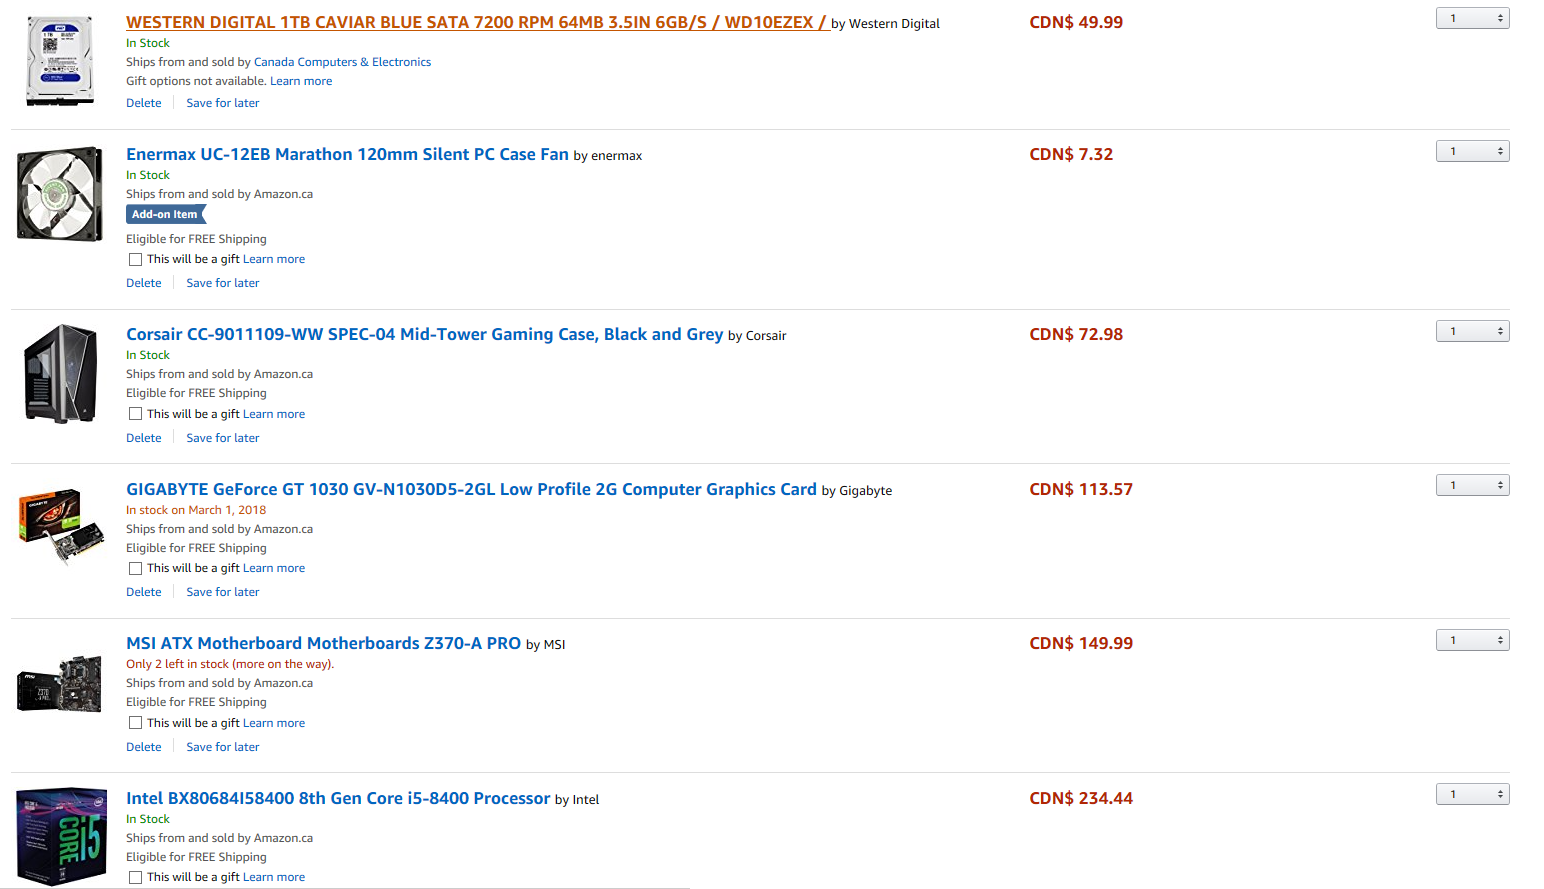 WESTERN DIGITAL 1TB CAVIAR BLUE SATA 7200 RPM 64MB 3.5IN 6GB/S / WD10EZEX / by Western Digital CDN$ 49.99 1
In Stock
Ships from and sold by Canada Computers & Electronics
Gift options not available. Learn more
Delete Save for later
Enermax UC-12EB Marathon 120mm Silent PC Case Fan by enermax CDN$ 7.32 1
In Stock
Ships from and sold by Amazon.ca
Add-on Item
Eligible for FREE Shipping
This will be a gift Learn more
Delete Save for later
Corsair CC-9011109-WW SPEC-04 Mid-Tower Gaming Case, Black and Grey by Corsair CDN$ 72.98 1
In Stock
Ships from and sold by Amazon.ca
Eligible for FREE Shipping
This will be a gift Learn more
Delete Save for later
GIGABYTE GeForce GT 1030 GV-N1030D5-2GL Low Profile 2G Computer Graphics Card by Gigabyte CDN$ 113.57 1
In stock on March 1, 2018
Ships from and sold by Amazon.ca
Eligible for FREE Shipping
This will be a gift Learn more
Delete Save for later
MSI ATX Motherboard Motherboards Z370-A PRO by MSI CDN$ 149.99 1
Only 2 left in stock (more on the way).
Ships from and sold by Amazon.ca
Eligible for FREE Shipping
This will be a gift Learn more
Delete Save for later
Intel BX80684I58400 8th Gen Core i5-8400 Processor by Intel CDN$ 234.44 1
In Stock
Ships from and sold by Amazon.ca
Eligible for FREE Shipping
This will be a gift Learn more
CORE i5